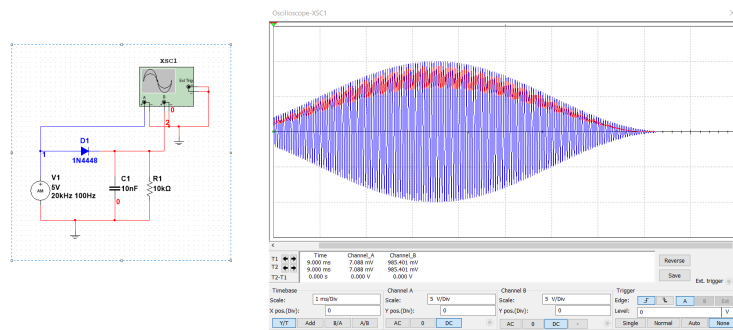 Oscilloscope-XSC1
XSC1
Ext Trig
A
B
0
2
1
D1
1N4448
V1
5V
20kHz 100Hz
AM
C1
10nF
0
R1
10kΩ
Time Channel_A Channel_B
T1 9.000 ms 7.088 mV 985.401 mV
T2 9.000 ms 7.088 mV 985.401 mV
T2-T1 0.000 s 0.000 V 0.000 V
Reverse
Save
Ext. trigger
Timebase
Scale: 1 ms/Div
X pos.(Div): 0
Y/T Add B/A A/B
Channel A
Scale: 5 V/Div
Y pos.(Div): 0
AC 0 DC
Channel B
Scale: 5 V/Div
Y pos.(Div): 0
AC 0 DC -
Trigger
Edge: A B Ext
Level: 0 V
Single Normal Auto None